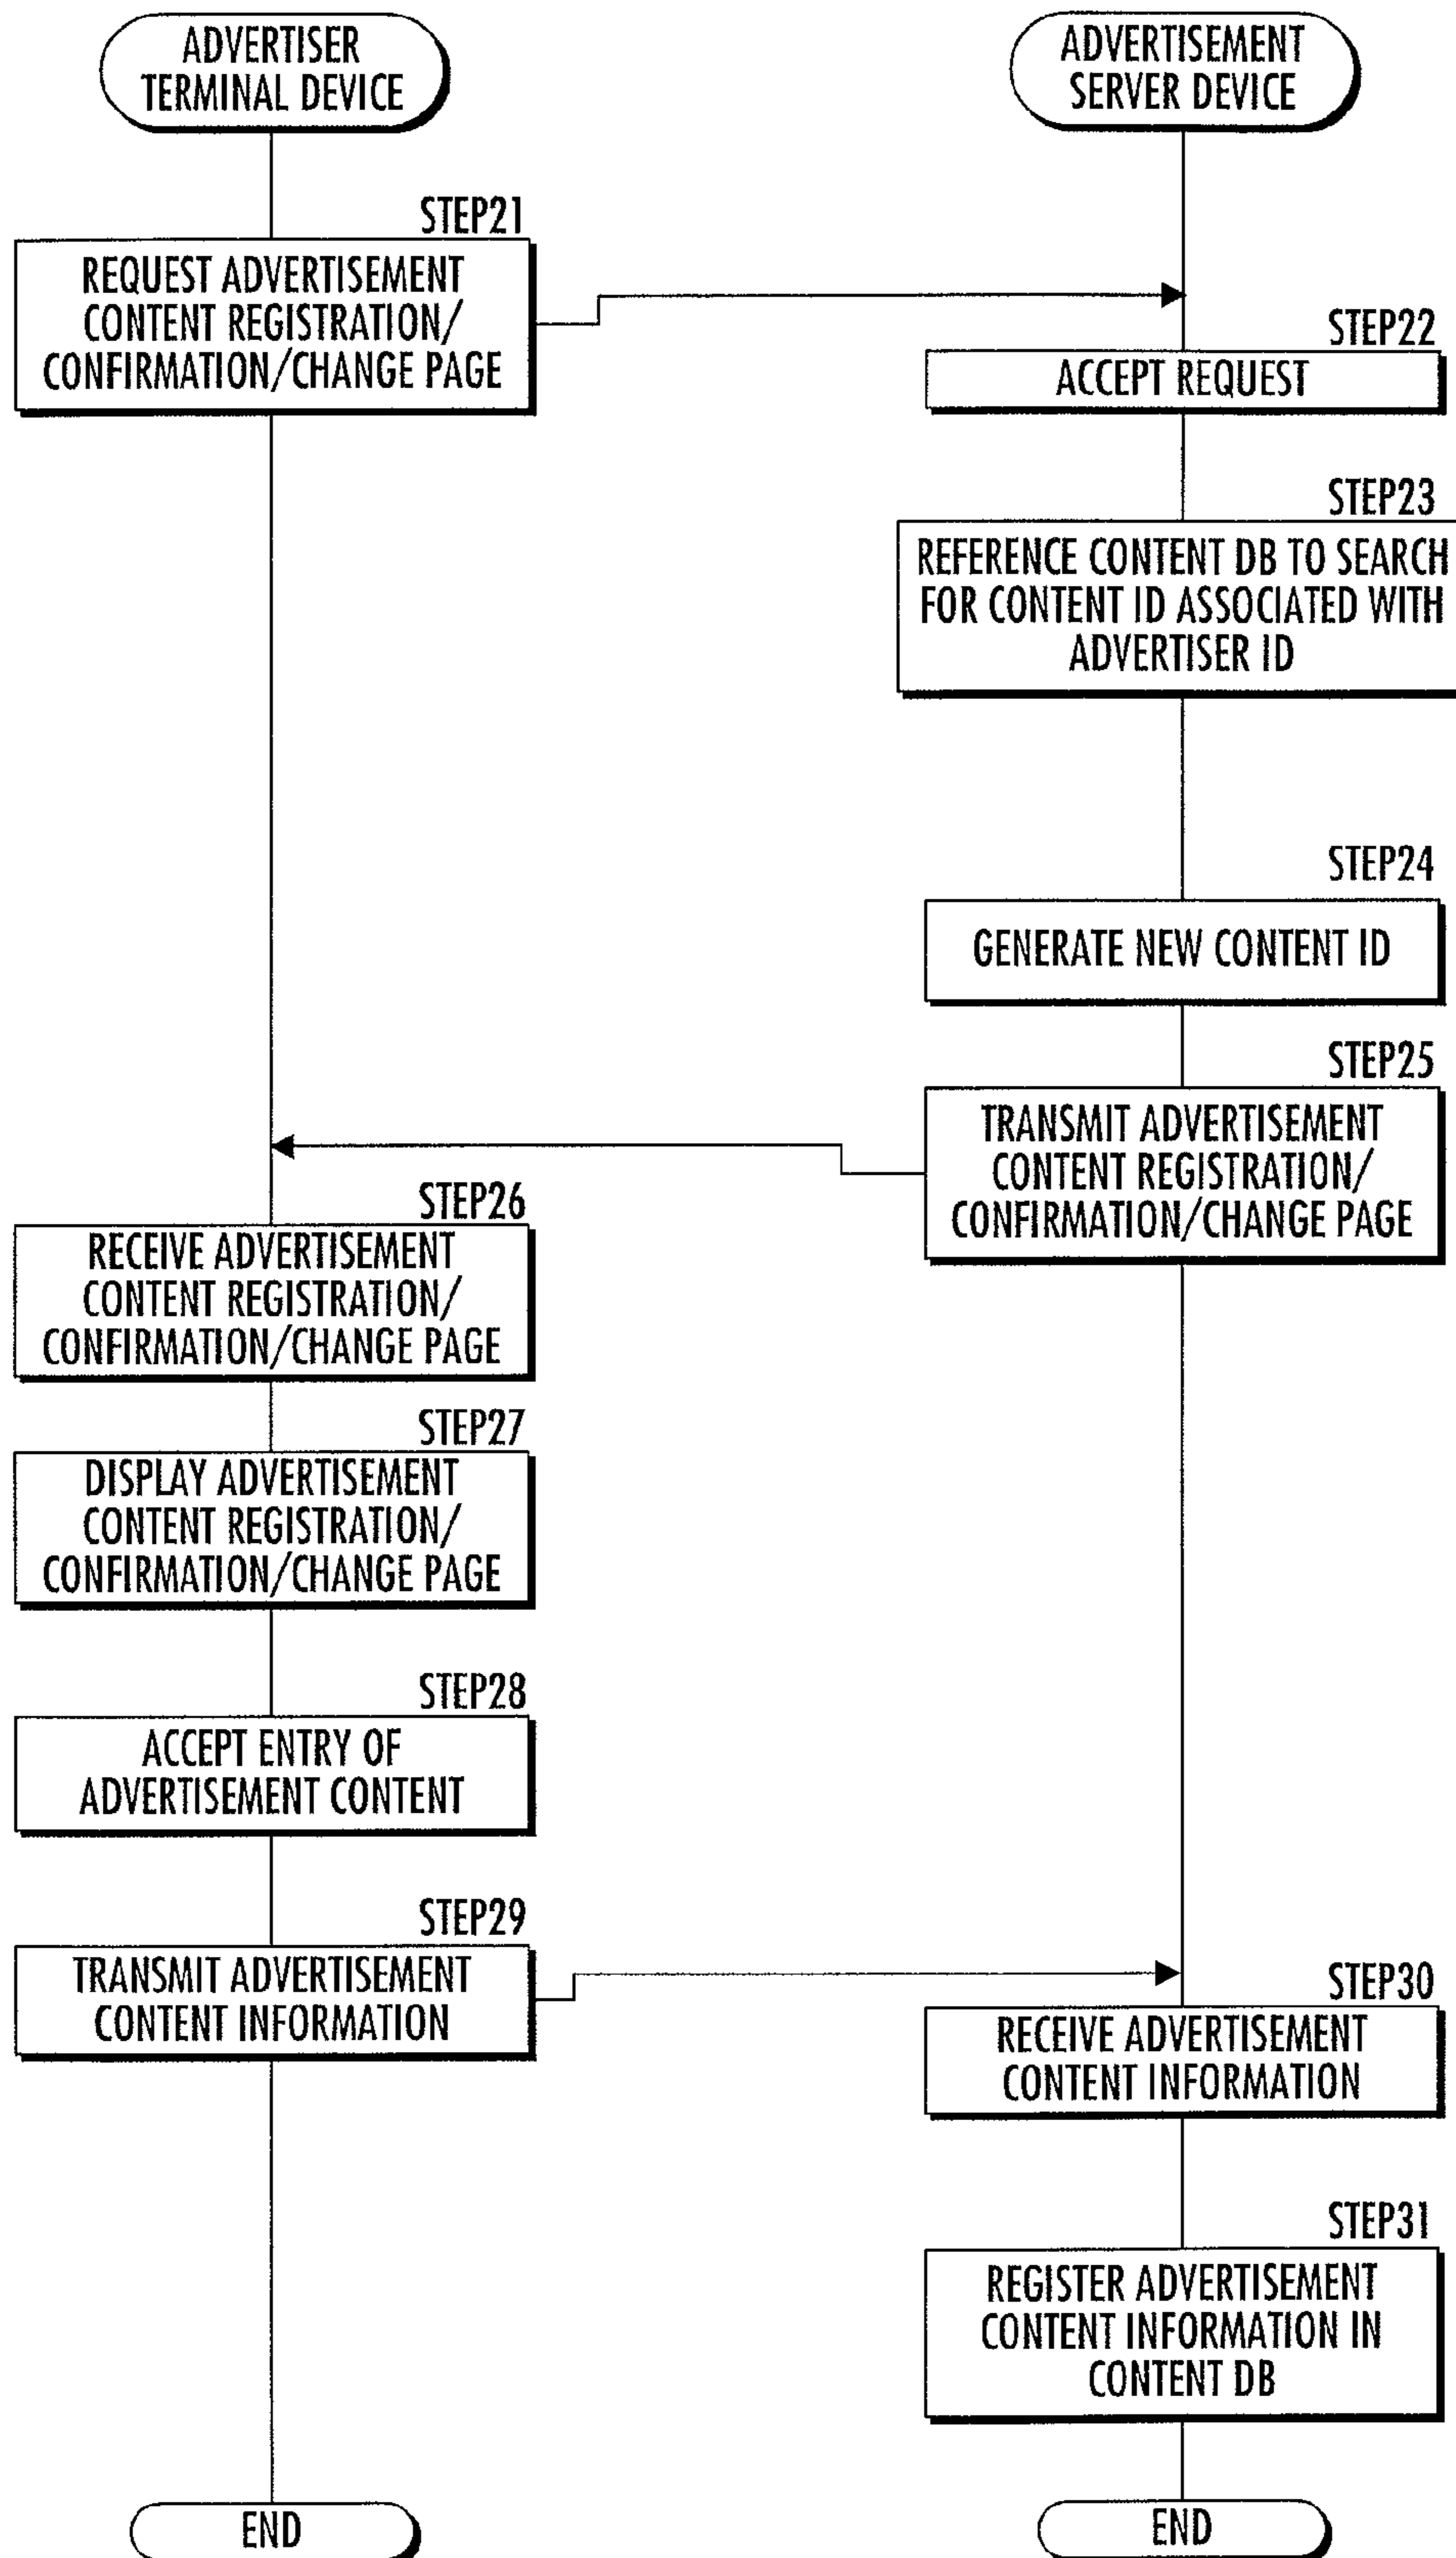 ADVERTISER
TERMINAL DEVICE
ADVERTISEMENT
SERVER DEVICE
STEP21
REQUEST ADVERTISEMENT
CONTENT REGISTRATION/
CONFIRMATION/CHANGE PAGE
STEP22
ACCEPT REQUEST
STEP23
REFERENCE CONTENT DB TO SEARCH
FOR CONTENT ID ASSOCIATED WITH
ADVERTISER ID
STEP24
GENERATE NEW CONTENT ID
STEP25
TRANSMIT ADVERTISEMENT
CONTENT REGISTRATION/
CONFIRMATION/CHANGE PAGE
STEP26
RECEIVE ADVERTISEMENT
CONTENT REGISTRATION/
CONFIRMATION/CHANGE PAGE
STEP27
DISPLAY ADVERTISEMENT
CONTENT REGISTRATION/
CONFIRMATION/CHANGE PAGE
STEP28
ACCEPT ENTRY OF
ADVERTISEMENT CONTENT
STEP29
TRANSMIT ADVERTISEMENT
CONTENT INFORMATION
STEP30
RECEIVE ADVERTISEMENT
CONTENT INFORMATION
STEP31
REGISTER ADVERTISEMENT
CONTENT INFORMATION IN
CONTENT DB
END
END